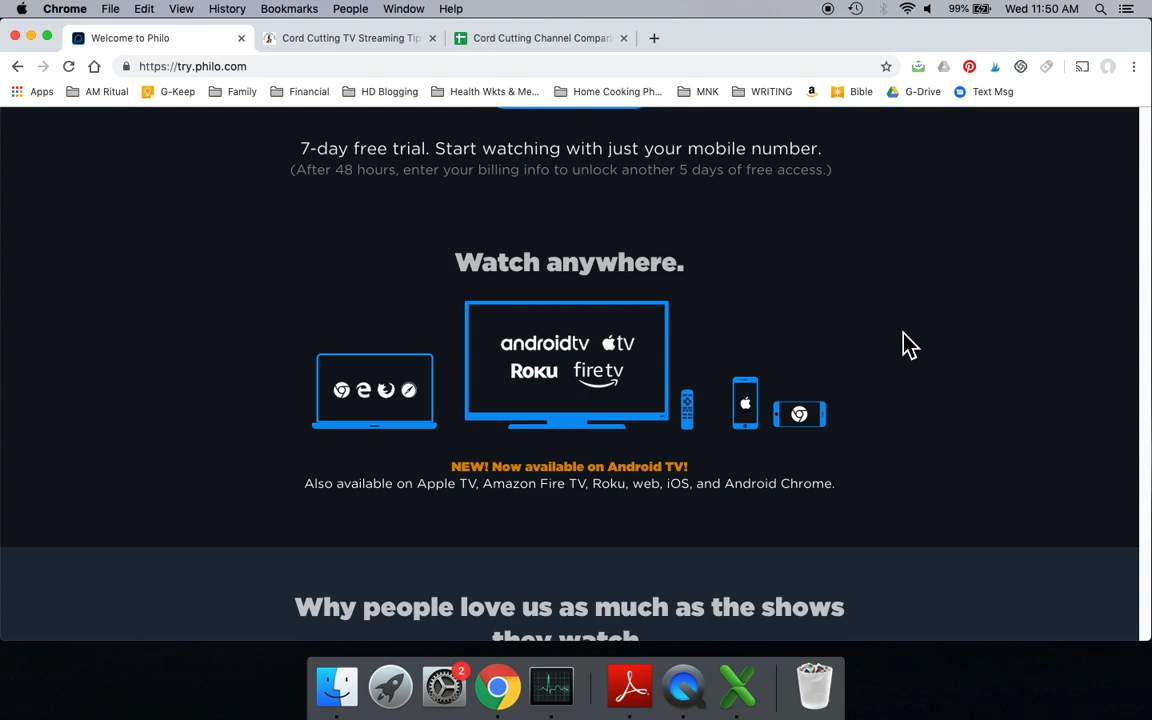 Chrome File Edit View History Bookmarks People Window Help 99% Wed 11:50 AM
Welcome to Philo Cord Cutting TV Streaming Tip Cord Cutting Channel Compari
https://try.philo.com
Apps AM Ritual G-Keep Family Financial HD Blogging Health Wkts & Me... Home Cooking Ph... MNK WRITING Bible G-Drive Text Msg
7-day free trial. Start watching with just your mobile number.
(After 48 hours, enter your billing info to unlock another 5 days of free access.)
Watch anywhere.
androidtv tv
Roku fire tv
NEW! Now available on Android TV!
Also available on Apple TV, Amazon Fire TV, Roku, web, iOS, and Android Chrome.
Why people love us as much as the shows
they watch
2